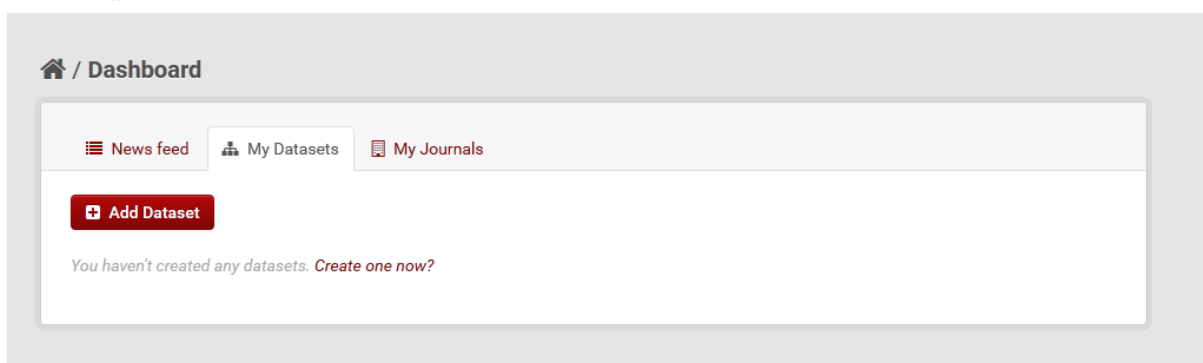 / Dashboard
News feed My Datasets My Journals
Add Dataset
You haven't created any datasets. Create one now?